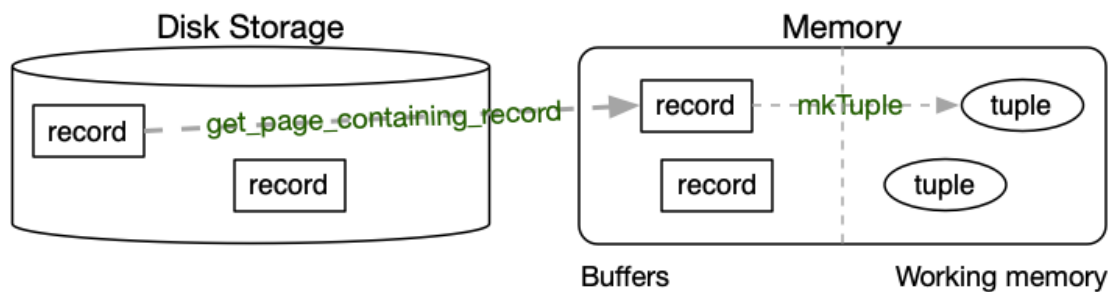 Disk Storage
Memory
record
get_page_containing_record
record
mkTuple
tuple
record
record
tuple
Buffers
Working memory